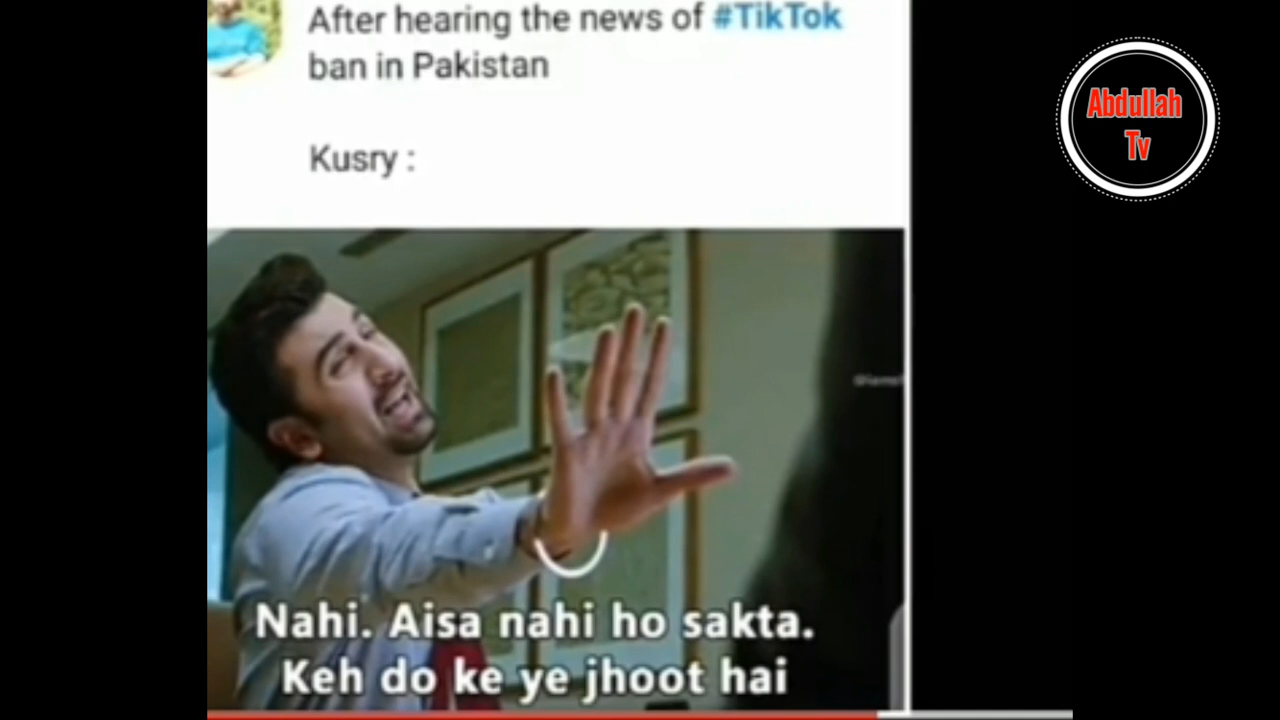 After hearing the news of #TikTok
ban in Pakistan
Kusry :
Abdullah
Tv
Nahi. Aisa nahi ho sakta.
Keh do ke ye jhoot hai